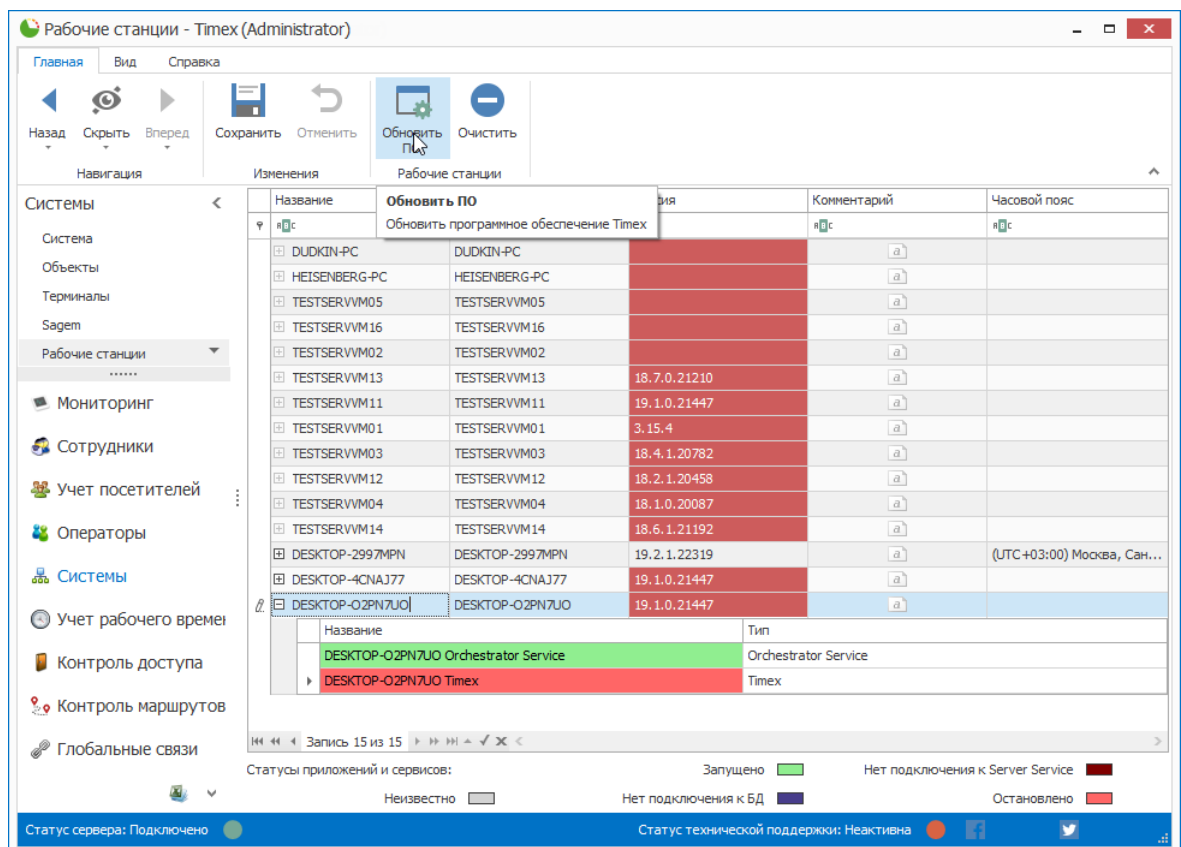 Рабочие станции - Timex (Administrator)
Главная Вид Справка
Назад Скрыть Вперед Сохранить Отменить Обновить ПО Очистить
Навигация Изменения Рабочие станции
Системы
Система
Объекты
Терминалы
Sagem
Рабочие станции
Мониторинг
Сотрудники
Учет посетителей
Операторы
Системы
Учет рабочего времен
Контроль доступа
Контроль маршрутов
Глобальные связи
Название Комментарий Часовой пояс
Обновить ПО
Обновить программное обеспечение Timex
DUDKIN-PC DUDKIN-PC
HEISENBERG-PC HEISENBERG-PC
TESTSERVVM05 TESTSERVVM05
TESTSERVVM16 TESTSERVVM16
TESTSERVVM02 TESTSERVVM02
TESTSERVVM13 TESTSERVVM13 18.7.0.21210
TESTSERVVM11 TESTSERVVM11 19.1.0.21447
TESTSERVVM01 TESTSERVVM01 3.15.4
TESTSERVVM03 TESTSERVVM03 18.4.1.20782
TESTSERVVM12 TESTSERVVM12 18.2.1.20458
TESTSERVVM04 TESTSERVVM04 18.1.0.20087
TESTSERVVM14 TESTSERVVM14 18.6.1.21192
DESKTOP-2997MPN DESKTOP-2997MPN 19.2.1.22319 (UTC+03:00) Москва, Сан...
DESKTOP-4CNAJ77 DESKTOP-4CNAJ77 19.1.0.21447
DESKTOP-O2PN7UO DESKTOP-O2PN7UO 19.1.0.21447
Название Тип
DESKTOP-O2PN7UO Orchestrator Service Orchestrator Service
DESKTOP-O2PN7UO Timex Timex
Запись 15 из 15
Статусы приложений и сервисов: Запущено Нет подключения к Server Service
Неизвестно Нет подключения к БД Остановлено
Статус сервера: Подключено Статус технической поддержки: Неактивна